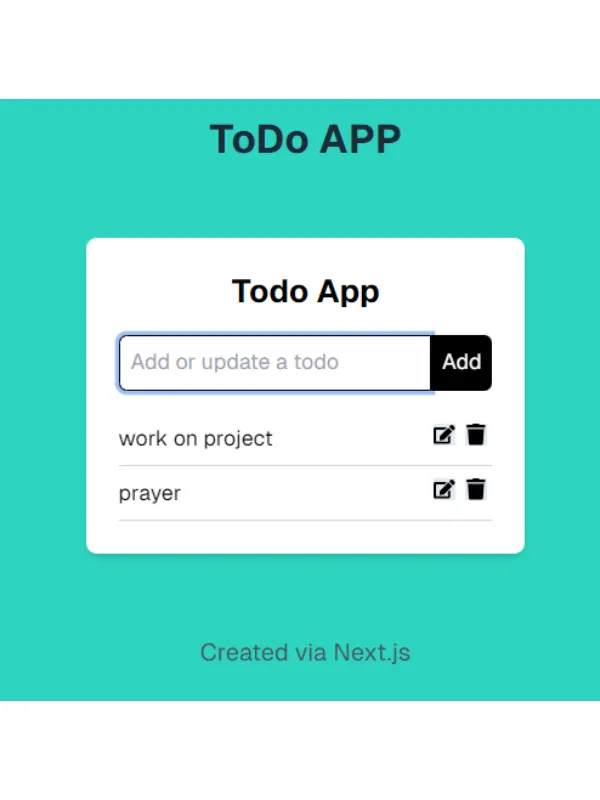 ToDo APP
Todo App
Add or update a todo
Add
work on project
prayer
Created via Next.js